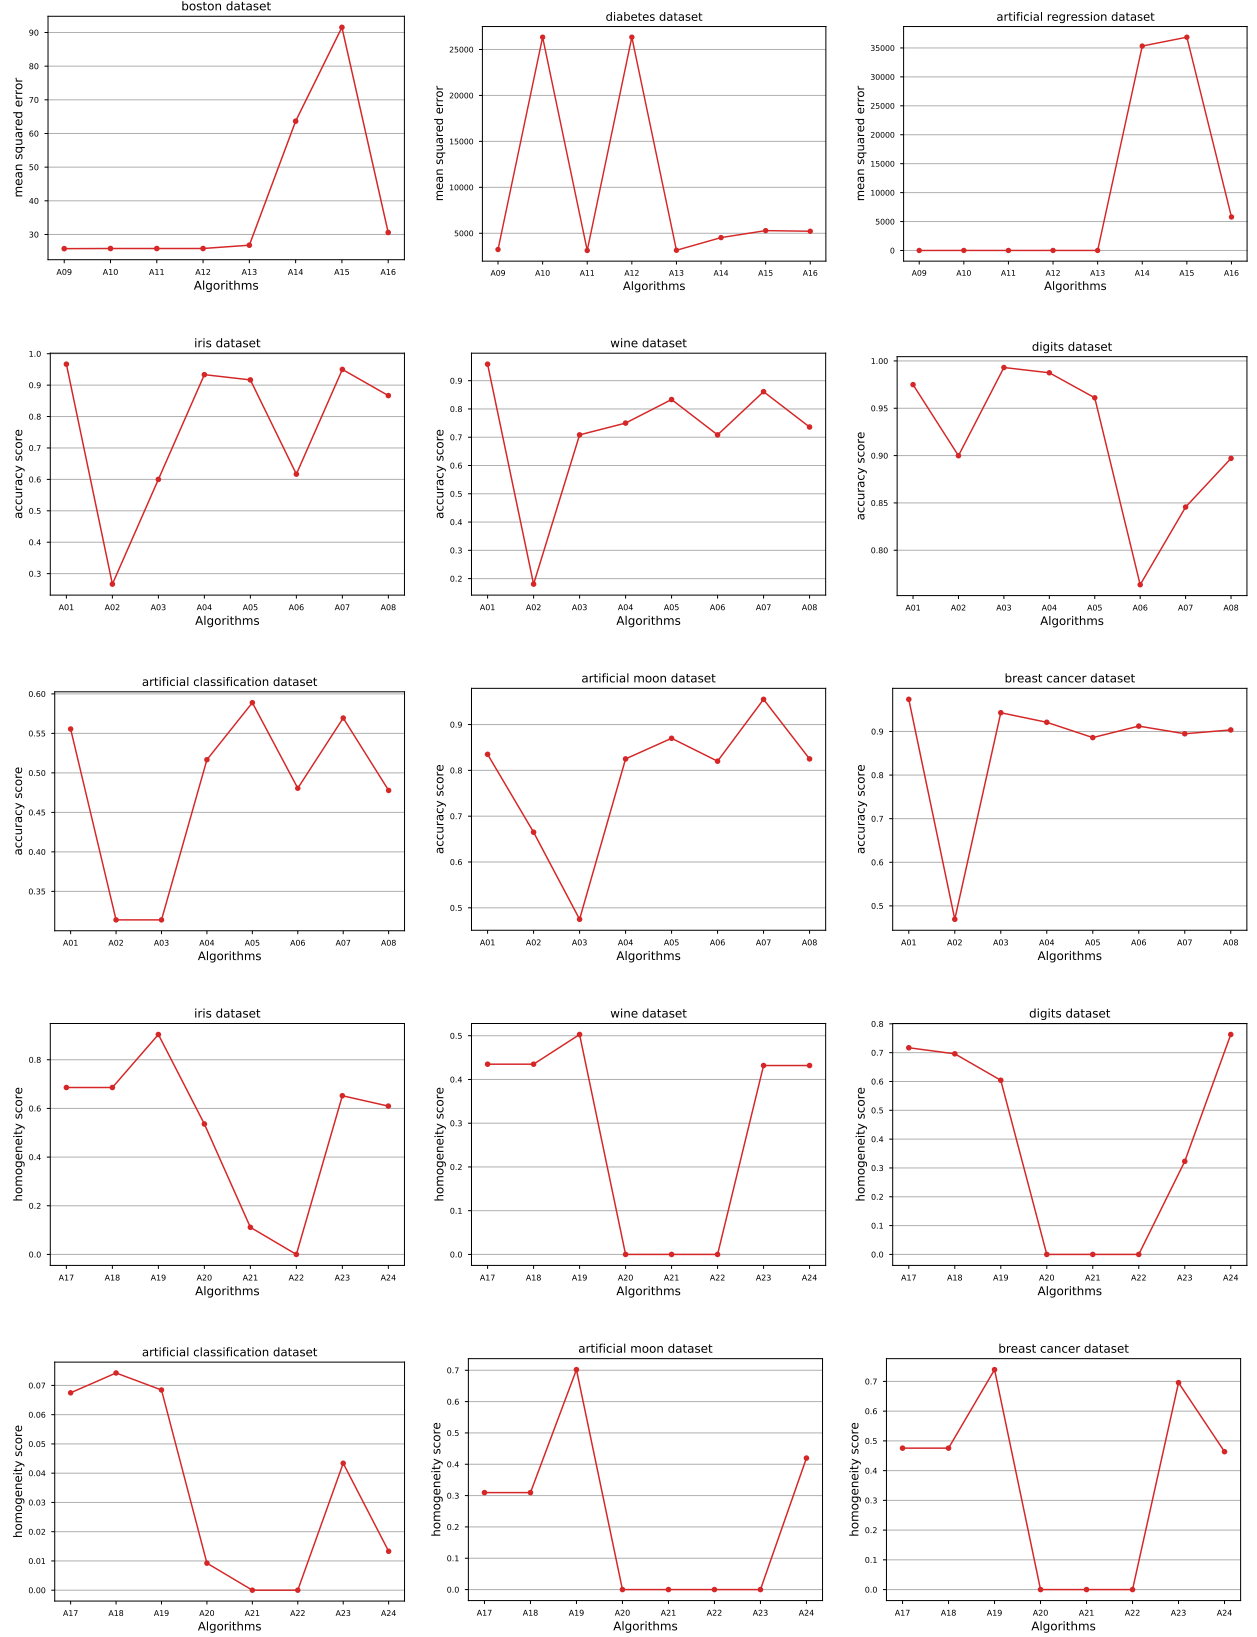 boston dataset
mean squared error
90
80
70
60
50
40
30
A09 A10 A11 A12 A13 A14 A15 A16
Algorithms
diabetes dataset
mean squared error
25000
20000
15000
10000
5000
A09 A10 A11 A12 A13 A14 A15 A16
Algorithms
artificial regression dataset
mean squared error
35000
30000
25000
20000
15000
10000
5000
0
A09 A10 A11 A12 A13 A14 A15 A16
Algorithms
iris dataset
accuracy score
1.0
0.9
0.8
0.7
0.6
0.5
0.4
0.3
A01 A02 A03 A04 A05 A06 A07 A08
Algorithms
wine dataset
accuracy score
0.9
0.8
0.7
0.6
0.5
0.4
0.3
0.2
A01 A02 A03 A04 A05 A06 A07 A08
Algorithms
digits dataset
accuracy score
1.00
0.95
0.90
0.85
0.80
A01 A02 A03 A04 A05 A06 A07 A08
Algorithms
artificial classification dataset
accuracy score
0.60
0.55
0.50
0.45
0.40
0.35
A01 A02 A03 A04 A05 A06 A07 A08
Algorithms
artificial moon dataset
accuracy score
0.9
0.8
0.7
0.6
0.5
A01 A02 A03 A04 A05 A06 A07 A08
Algorithms
breast cancer dataset
accuracy score
0.9
0.8
0.7
0.6
0.5
A01 A02 A03 A04 A05 A06 A07 A08
Algorithms
iris dataset
homogeneity score
0.8
0.6
0.4
0.2
0.0
A17 A18 A19 A20 A21 A22 A23 A24
Algorithms
wine dataset
homogeneity score
0.5
0.4
0.3
0.2
0.1
0.0
A17 A18 A19 A20 A21 A22 A23 A24
Algorithms
digits dataset
homogeneity score
0.8
0.7
0.6
0.5
0.4
0.3
0.2
0.1
0.0
A17 A18 A19 A20 A21 A22 A23 A24
Algorithms
artificial classification dataset
homogeneity score
0.07
0.06
0.05
0.04
0.03
0.02
0.01
0.00
A17 A18 A19 A20 A21 A22 A23 A24
Algorithms
artificial moon dataset
homogeneity score
0.7
0.6
0.5
0.4
0.3
0.2
0.1
0.0
A17 A18 A19 A20 A21 A22 A23 A24
Algorithms
breast cancer dataset
homogeneity score
0.7
0.6
0.5
0.4
0.3
0.2
0.1
0.0
A17 A18 A19 A20 A21 A22 A23 A24
Algorithms